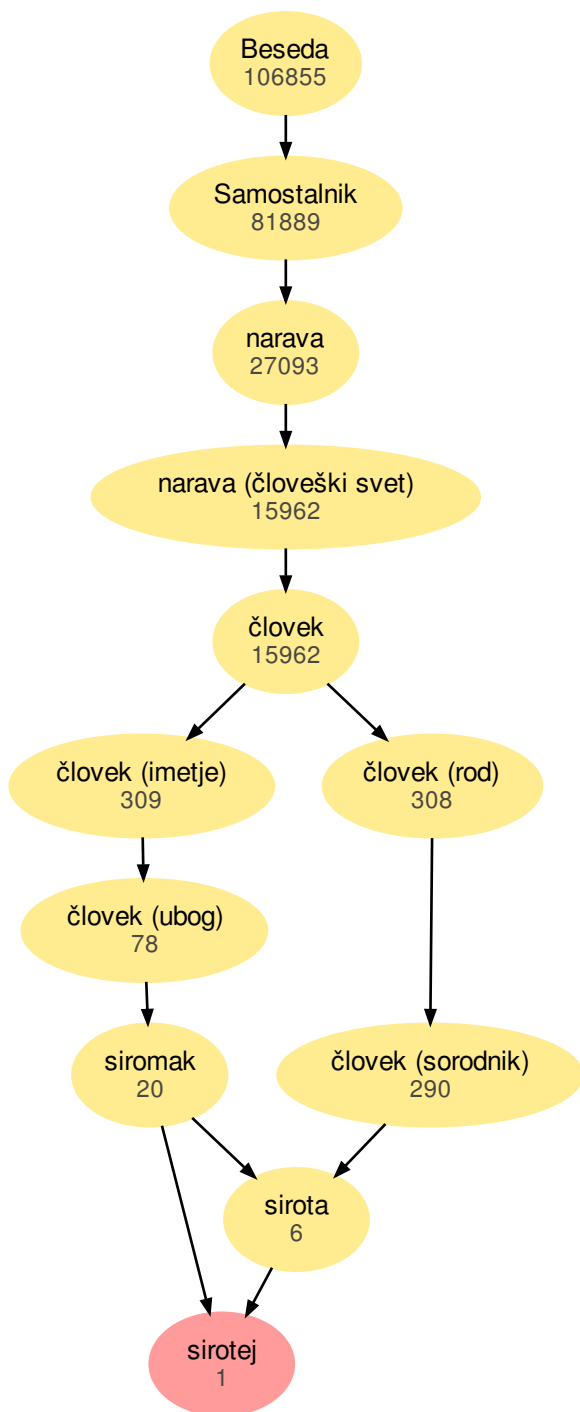 Beseda
106855
Samostalnik
81889
narava
27093
narava (človeški svet)
15962
človek
15962
človek (imetje)
309
človek (rod)
308
človek (ubog)
78
siromak
20
človek (sorodnik)
290
sirota
6
sirotej
1